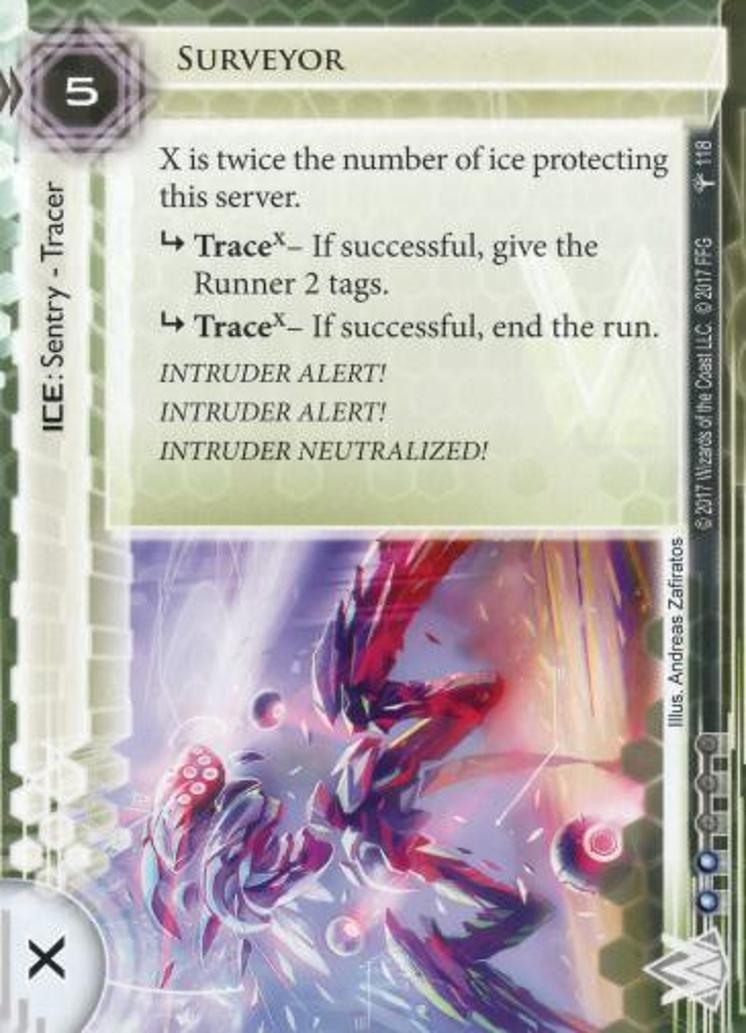 5
SURVEYOR
ICE: Sentry - Tracer
X is twice the number of ice protecting
this server.
↳ Traceˣ– If successful, give the
Runner 2 tags.
↳ Traceˣ– If successful, end the run.
INTRUDER ALERT!
INTRUDER ALERT!
INTRUDER NEUTRALIZED!
Illus. Andreas Zafiratos
© 2017 Wizards of the Coast LLC. © 2017 FFG 118
X